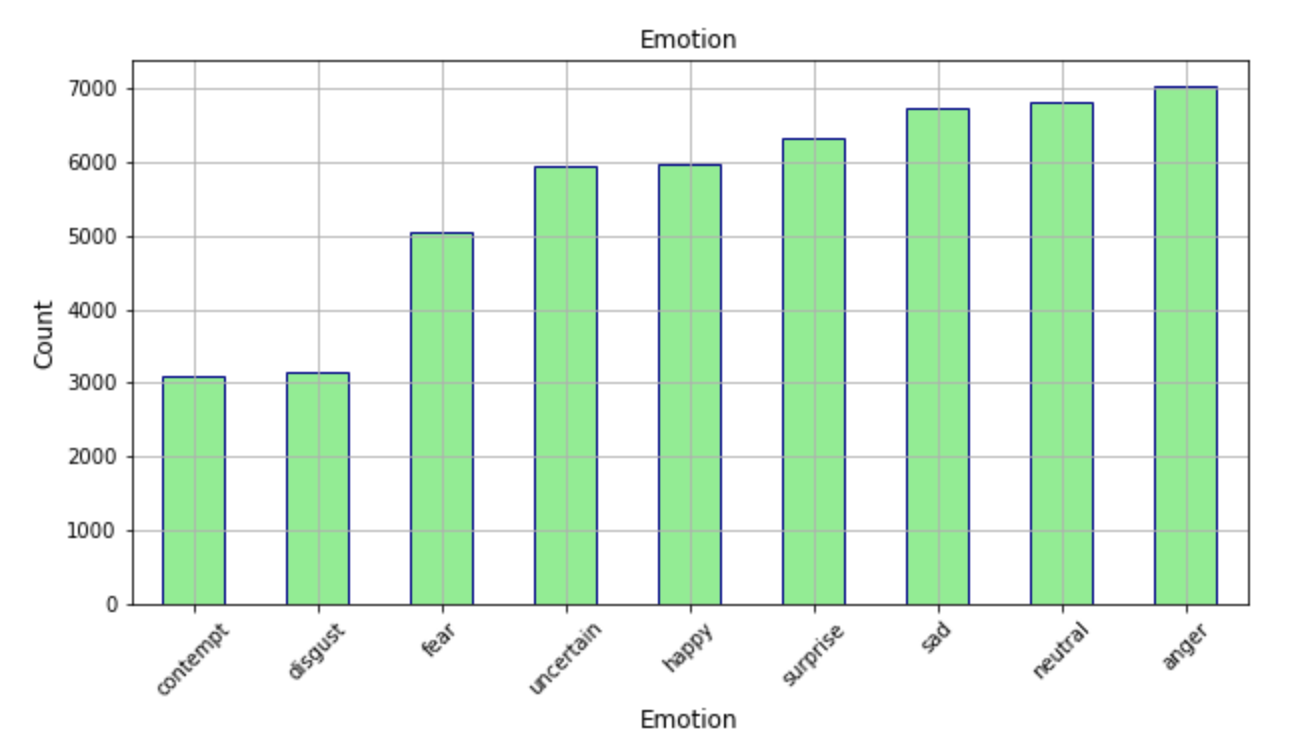 Emotion
7000
6000
5000
4000
3000
2000
1000
0
Count
contempt
disgust
fear
uncertain
happy
surprise
sad
neutral
anger
Emotion